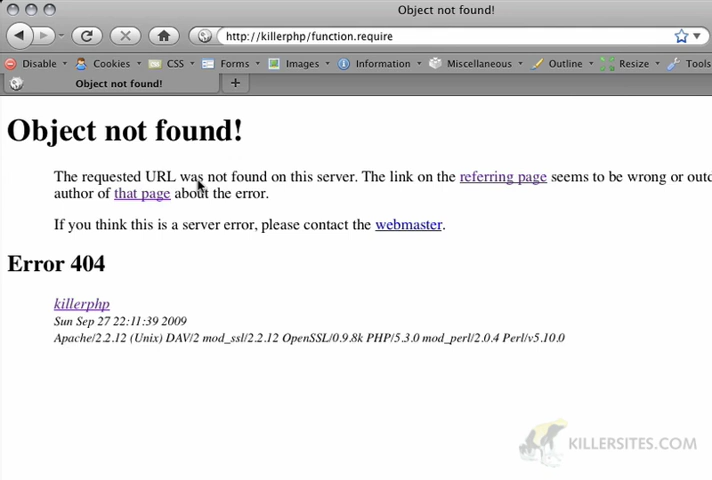 Object not found!
http://killerphp/function.require
Disable Cookies CSS Forms Images Information Miscellaneous Outline Resize Tools
Object not found!
Object not found!
The requested URL was not found on this server. The link on the referring page seems to be wrong or outd
author of that page about the error.
If you think this is a server error, please contact the webmaster.
Error 404
killerphp
Sun Sep 27 22:11:39 2009
Apache/2.2.12 (Unix) DAV/2 mod_ssl/2.2.12 OpenSSL/0.9.8k PHP/5.3.0 mod_perl/2.0.4 Perl/v5.10.0
KILLERSITES.COM